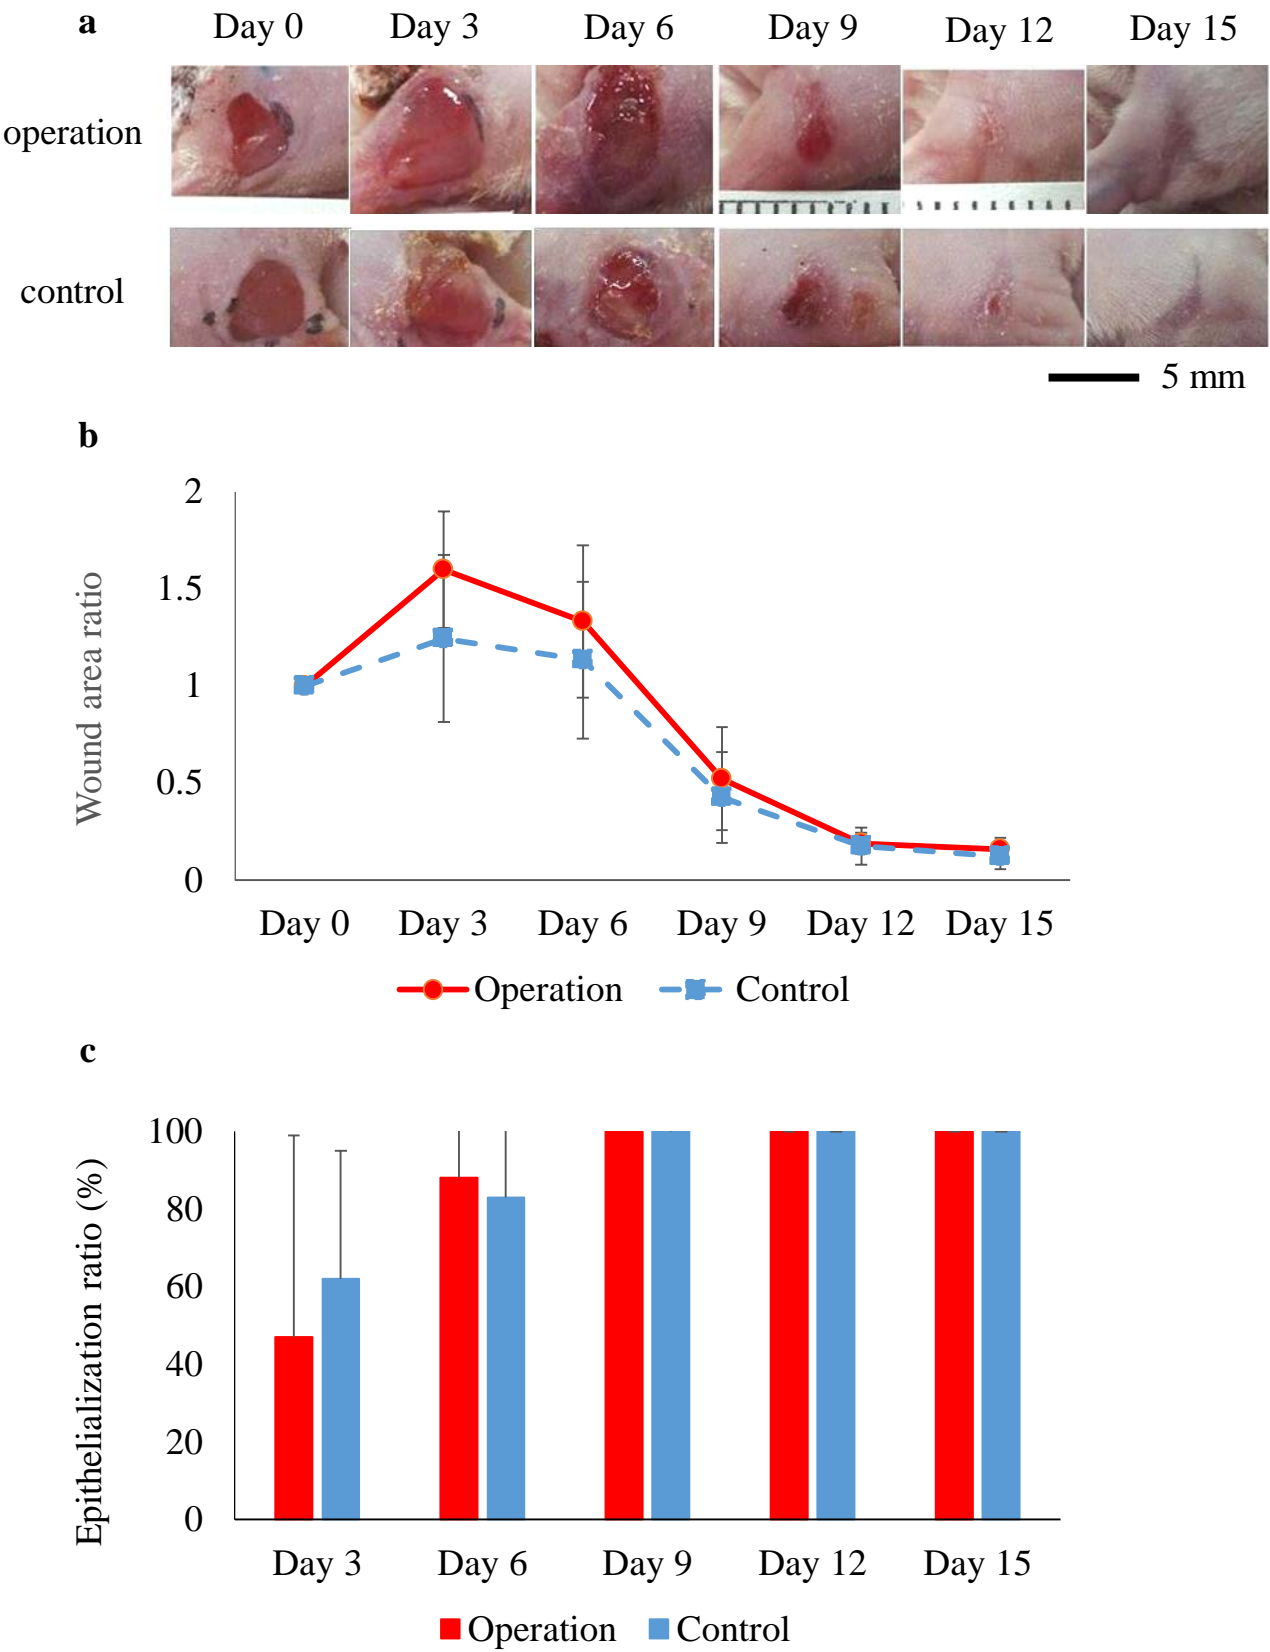 a
Day 0 Day 3 Day 6 Day 9 Day 12 Day 15
operation
control
5 mm
b
Wound area ratio
2
1.5
1
0.5
0
Day 0 Day 3 Day 6 Day 9 Day 12 Day 15
Operation Control
c
Epithelialization ratio (%)
100
80
60
40
20
0
Day 3 Day 6 Day 9 Day 12 Day 15
Operation Control